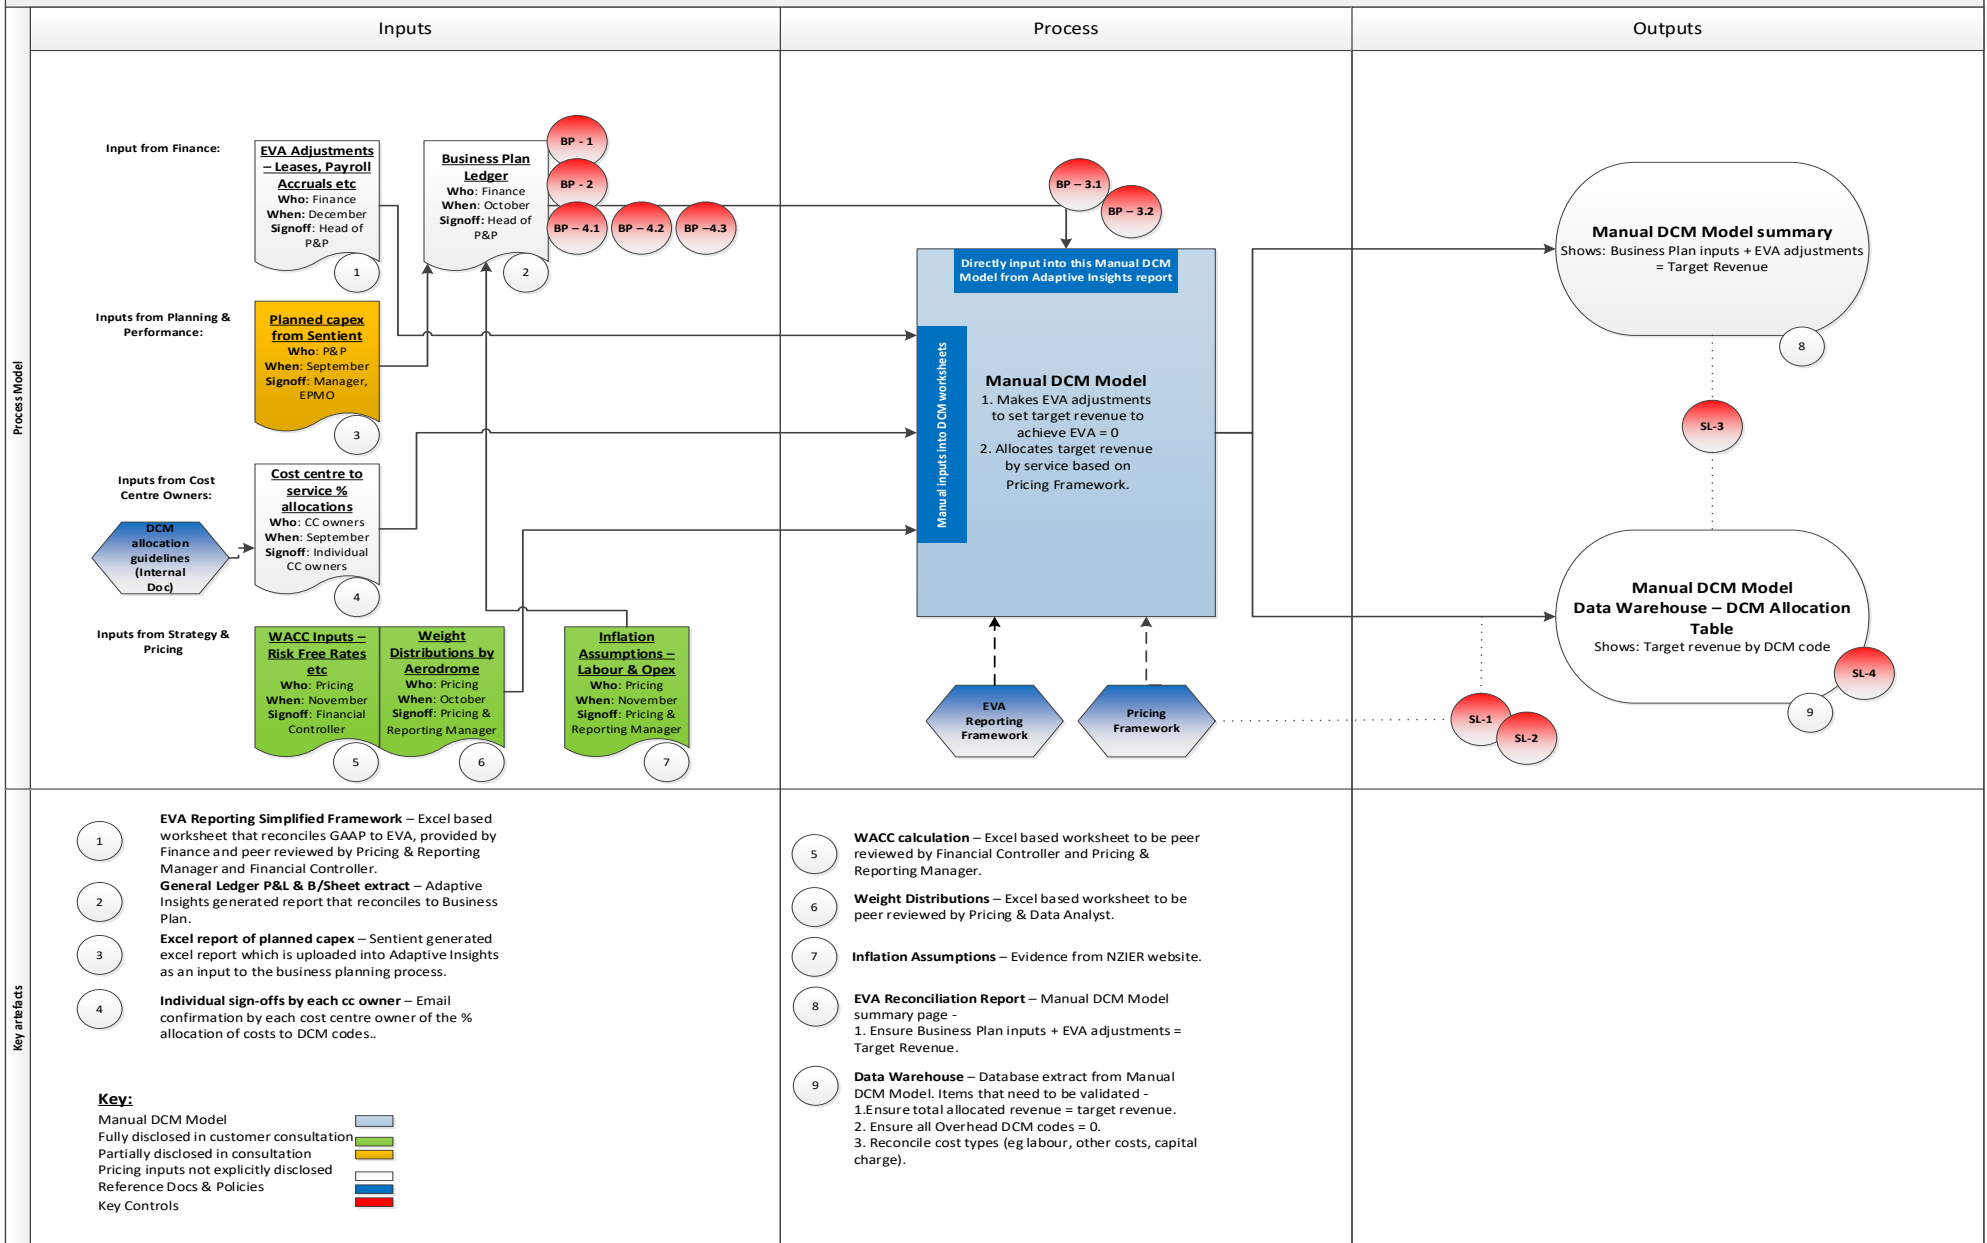 Inputs
Process
Outputs
Process Model
Input from Finance:
EVA Adjustments
– Leases, Payroll
Accruals etc
Who: Finance
When: December
Signoff: Head of
P&P
1
Business Plan
Ledger
Who: Finance
When: October
Signoff: Head of
P&P
2
BP - 1
BP - 2
BP – 4.1
BP – 4.2
BP –4.3
Inputs from Planning &
Performance:
Planned capex
from Sentient
Who: P&P
When: September
Signoff: Manager,
EPMO
3
Inputs from Cost
Centre Owners:
DCM
allocation
guidelines
(Internal
Doc)
Cost centre to
service %
allocations
Who: CC owners
When: September
Signoff: Individual
CC owners
4
Inputs from Strategy &
Pricing
WACC Inputs –
Risk Free Rates
etc
Who: Pricing
When: November
Signoff: Financial
Controller
5
Weight
Distributions by
Aerodrome
Who: Pricing
When: October
Signoff: Pricing &
Reporting Manager
6
Inflation
Assumptions –
Labour & Opex
Who: Pricing
When: November
Signoff: Pricing &
Reporting Manager
7
BP – 3.1
BP – 3.2
Directly input into this Manual DCM
Model from Adaptive Insights report
Manual inputs into DCM worksheets
Manual DCM Model
1. Makes EVA adjustments
to set target revenue to
achieve EVA = 0
2. Allocates target revenue
by service based on
Pricing Framework.
EVA
Reporting
Framework
Pricing
Framework
Manual DCM Model summary
Shows: Business Plan inputs + EVA adjustments
= Target Revenue
8
SL-3
Manual DCM Model
Data Warehouse – DCM Allocation
Table
Shows: Target revenue by DCM code
SL-4
9
SL-1
SL-2
Key artefacts
1
EVA Reporting Simplified Framework – Excel based
worksheet that reconciles GAAP to EVA, provided by
Finance and peer reviewed by Pricing & Reporting
Manager and Financial Controller.
2
General Ledger P&L & B/Sheet extract – Adaptive
Insights generated report that reconciles to Business
Plan.
3
Excel report of planned capex – Sentient generated
excel report which is uploaded into Adaptive Insights
as an input to the business planning process.
4
Individual sign-offs by each cc owner – Email
confirmation by each cost centre owner of the %
allocation of costs to DCM codes..
Key:
Manual DCM Model
Fully disclosed in customer consultation
Partially disclosed in consultation
Pricing inputs not explicitly disclosed
Reference Docs & Policies
Key Controls
5
WACC calculation – Excel based worksheet to be peer
reviewed by Financial Controller and Pricing &
Reporting Manager.
6
Weight Distributions – Excel based worksheet to be
peer reviewed by Pricing & Data Analyst.
7
Inflation Assumptions – Evidence from NZIER website.
8
EVA Reconciliation Report – Manual DCM Model
summary page -
1. Ensure Business Plan inputs + EVA adjustments =
Target Revenue.
9
Data Warehouse – Database extract from Manual
DCM Model. Items that need to be validated -
1.Ensure total allocated revenue = target revenue.
2. Ensure all Overhead DCM codes = 0.
3. Reconcile cost types (eg labour, other costs, capital
charge).